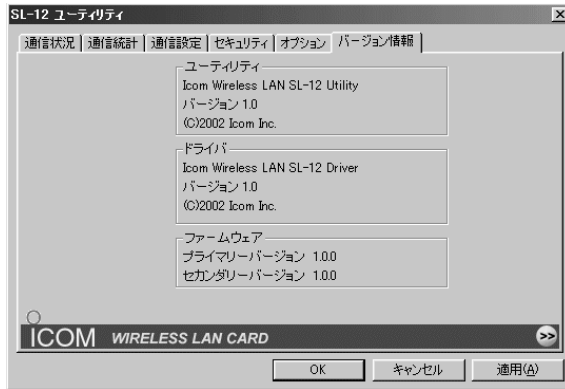 SL-12 ユーティリティ
通信状況 通信統計 通信設定 セキュリティ オプション バージョン情報
ユーティリティ
Icom Wireless LAN SL-12 Utility
バージョン 1.0
(C)2002 Icom Inc.
ドライバ
Icom Wireless LAN SL-12 Driver
バージョン 1.0
(C)2002 Icom Inc.
ファームウェア
プライマリーバージョン 1.0.0
セカンダリーバージョン 1.0.0
ICOM WIRELESS LAN CARD
OK キャンセル 適用(A)